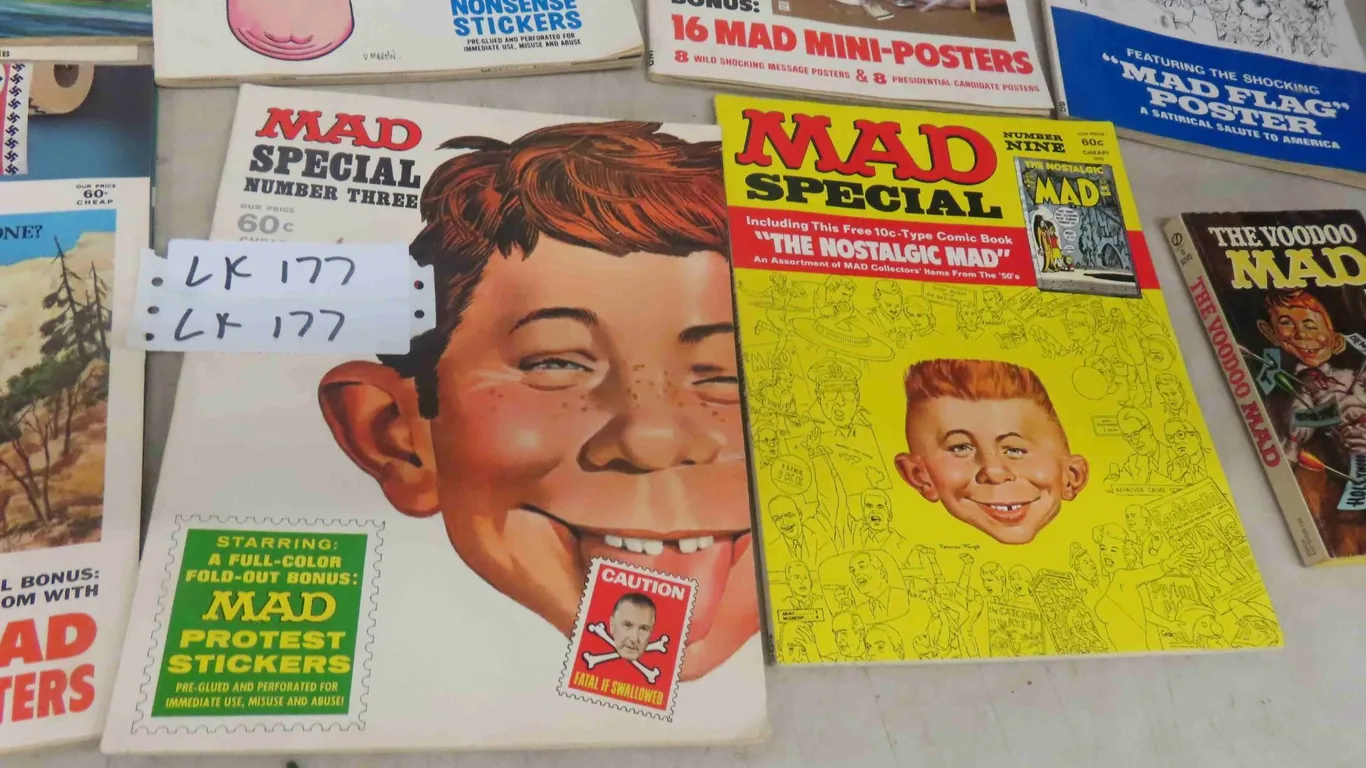 NONSENSE
STICKERS
PRE-GLUED AND PERFORATED FOR
IMMEDIATE USE, MISUSE AND ABUSE
D MARTIN
BONUS:
16 MAD MINI-POSTERS
8 WILD SHOCKING MESSAGE POSTERS & 8 PRESIDENTIAL CANDIDATE POSTERS
FEATURING THE SHOCKING
"MAD FLAG"
POSTER
A SATIRICAL SALUTE TO AMERICA
OUR PRICE
60c
CHEAP
ONE?
L BONUS:
OM WITH
AD
TERS
MAD
SPECIAL
NUMBER THREE
OUR PRICE
60c
LK 177
LK 177
STARRING:
A FULL-COLOR
FOLD-OUT BONUS:
MAD
PROTEST
STICKERS
PRE-GLUED AND PERFORATED FOR
IMMEDIATE USE, MISUSE AND ABUSE!
CAUTION
FATAL IF SWALLOWED
MAD
SPECIAL
NUMBER
NINE
OUR PRICE
60c
CHEAP!
THE NOSTALGIC
MAD
Including This Free 10c-Type Comic Book
"THE NOSTALGIC MAD"
An Assortment of MAD Collectors' Items From The '50's
THE VOODOO
MAD
THE VOODOO MAD